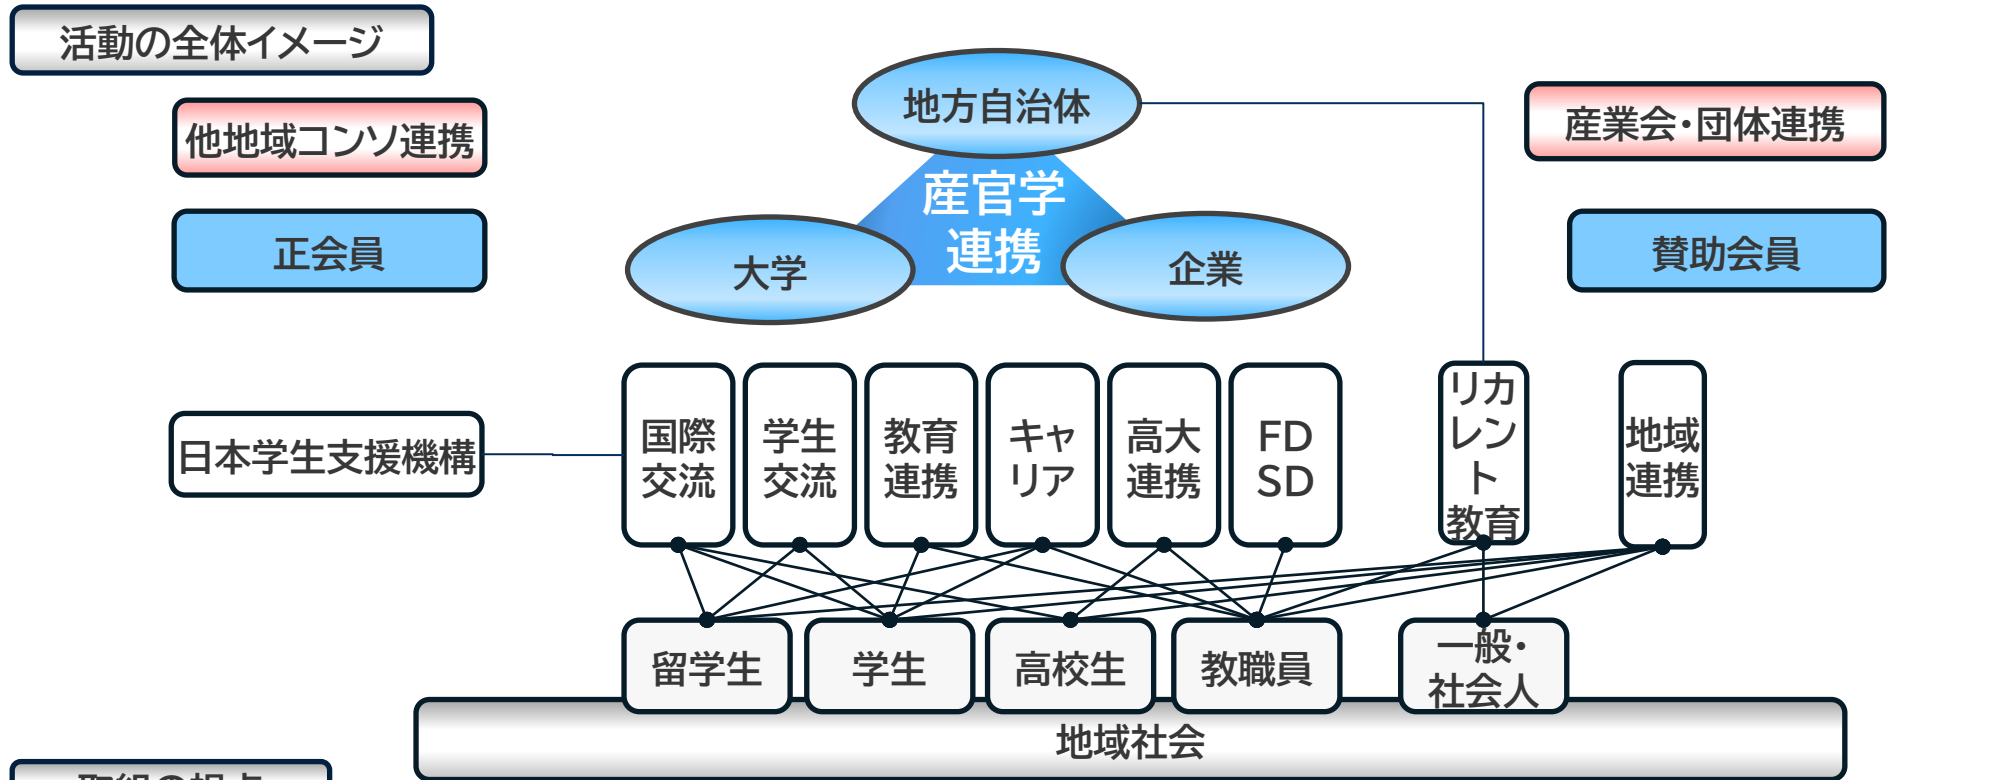 活動の全体イメージ
他地域コンソ連携
地方自治体
産業会・団体連携
産官学
連携
正会員
大学
企業
賛助会員
日本学生支援機構
国際
交流
学生
交流
教育
連携
キャ
リア
高大
連携
FD
SD
リカ
レン
ト
教育
地域
連携
留学生
学生
高校生
教職員
一般・
社会人
地域社会
取組の視点